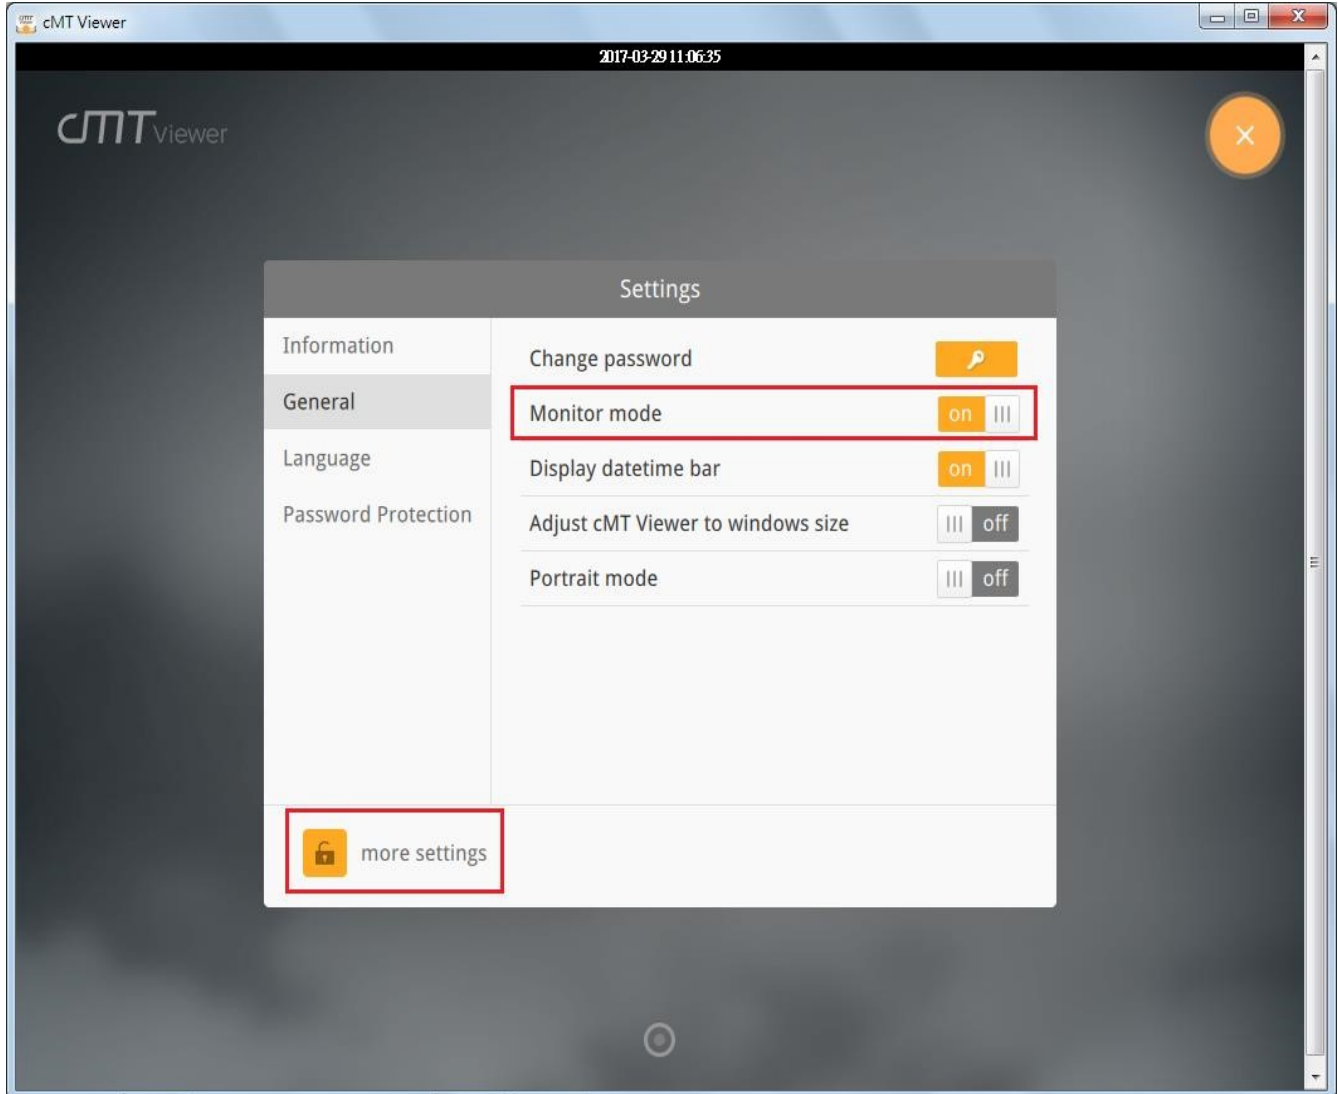 cMT Viewer
2017-03-29 11:06:35
cMT Viewer
Settings
Information
General
Language
Password Protection
Change password
Monitor mode on
Display datetime bar on
Adjust cMT Viewer to windows size off
Portrait mode off
more settings